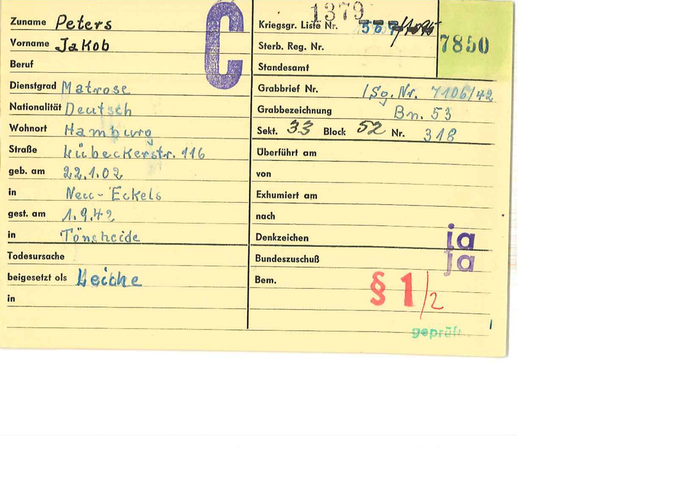 Zuname Peters
Vorname Jakob
Beruf
Dienstgrad Matrose
Nationalität Deutsch
Wohnort Hamburg
Straße Lübeckerstr. 116
geb. am 22.1.02
in Neu-Eckels
gest. am 1.9.42
in Tönsheide
Todesursache
beigesetzt als Leiche
in
C
1379
Kriegsgr. Liste Nr.
7850
Sterb. Reg. Nr.
Standesamt
Grabbrief Nr. 1Sg. Nr. 7106/42
Grabbezeichnung Bn. 53
Sekt. 33 Block 52 Nr. 318
Überführt am
von
Exhumiert am
nach
Denkzeichen ja
Bundeszuschuß ja
Bem. § 1/2
geprüft